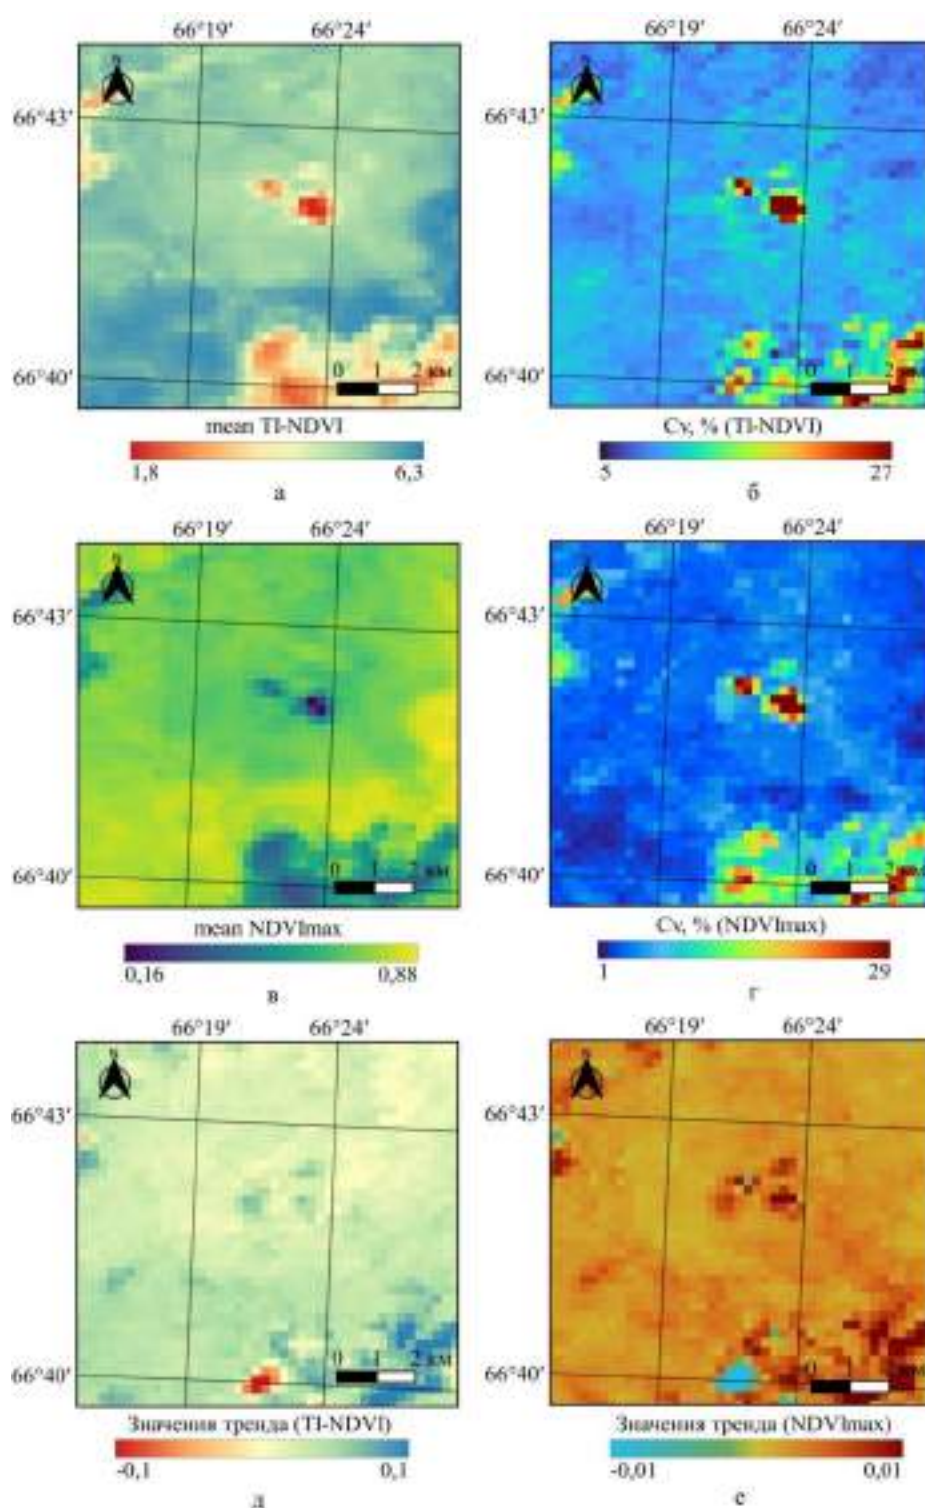 66°19′ 66°24′ 66°19′ 66°24′
N N
66°43′ 66°43′
66°40′ 0 1 2 км 66°40′ 0 1 2 км
mean TI-NDVI Cv, % (TI-NDVI)
1,8 6,3 5 27
а б
66°19′ 66°24′ 66°19′ 66°24′
N N
66°43′ 66°43′
66°40′ 0 1 2 км 66°40′ 0 1 2 км
mean NDVImax Cv, % (NDVImax)
0,16 0,88 1 29
в г
66°19′ 66°24′ 66°19′ 66°24′
N N
66°43′ 66°43′
66°40′ 0 1 2 км 66°40′ 0 1 2 км
Значения тренда (TI-NDVI) Значения тренда (NDVImax)
-0,1 0,1 -0,01 0,01
д е